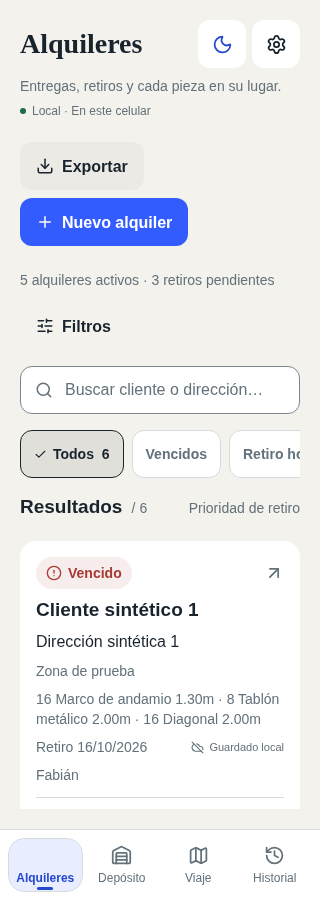 Alquileres
Entregas, retiros y cada pieza en su lugar.
Local · En este celular
Exportar
Nuevo alquiler
5 alquileres activos · 3 retiros pendientes
Filtros
Buscar cliente o dirección…
Todos 6 Vencidos Retiro
Resultados / 6 Prioridad de retiro
Vencido
Cliente sintético 1
Dirección sintética 1
Zona de prueba
16 Marco de andamio 1.30m · 8 Tablón
metálico 2.00m · 16 Diagonal 2.00m
Retiro 16/10/2026 Guardado local
Fabián
Alquileres Depósito Viaje Historial